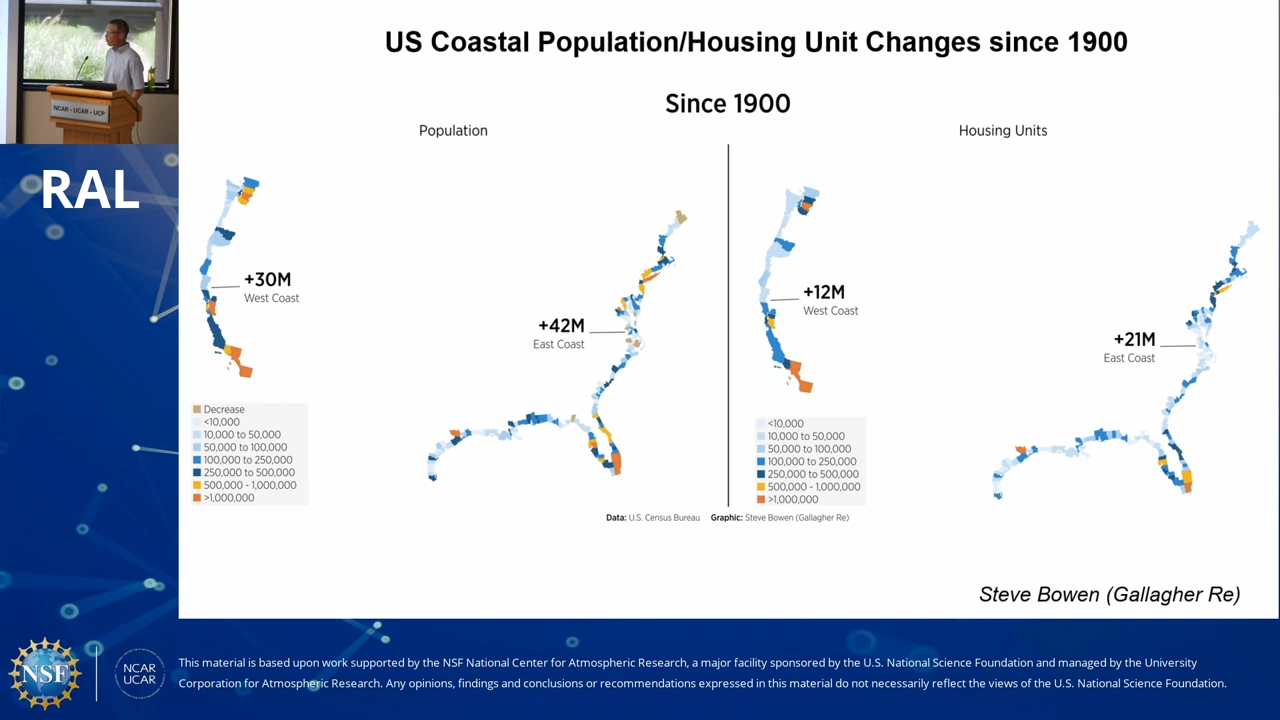 NCAR - UCAR - UCP
RAL
US Coastal Population/Housing Unit Changes since 1900
Since 1900
Population
Housing Units
+30M
West Coast
+42M
East Coast
+12M
West Coast
+21M
East Coast
Decrease
<10,000
10,000 to 50,000
50,000 to 100,000
100,000 to 250,000
250,000 to 500,000
500,000 - 1,000,000
>1,000,000
<10,000
10,000 to 50,000
50,000 to 100,000
100,000 to 250,000
250,000 to 500,000
500,000 - 1,000,000
>1,000,000
Data: U.S. Census Bureau Graphic: Steve Bowen (Gallagher Re)
Steve Bowen (Gallagher Re)
NSF
NCAR
UCAR
This material is based upon work supported by the NSF National Center for Atmospheric Research, a major facility sponsored by the U.S. National Science Foundation and managed by the University
Corporation for Atmospheric Research. Any opinions, findings and conclusions or recommendations expressed in this material do not necessarily reflect the views of the U.S. National Science Foundation.